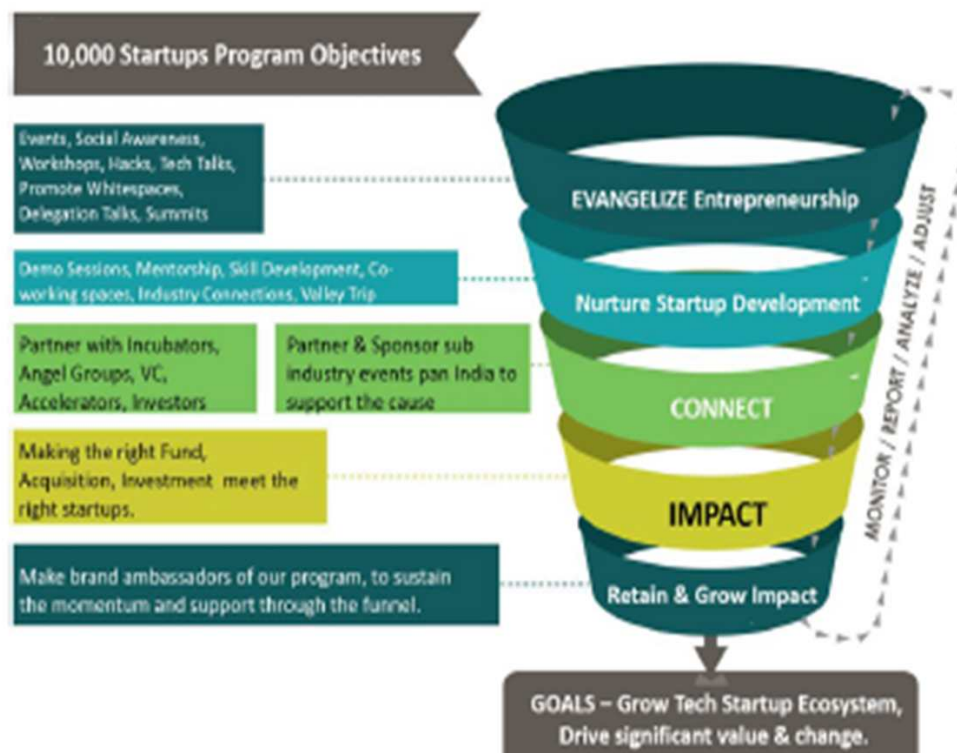 10,000 Startups Program Objectives
Events, Social Awareness,
Workshops, Hacks, Tech Talks,
Promote Whitespaces,
Delegation Talks, Summits
EVANGELIZE Entrepreneurship
Demo Sessions, Mentorship, Skill Development, Co-
working spaces, Industry Connections, Valley Trip
Nurture Startup Development
Partner with Incubators,
Angel Groups, VC,
Accelerators, Investors
Partner & Sponsor sub
industry events pan India to
support the cause
CONNECT
Making the right Fund,
Acquisition, Investment meet the
right startups.
IMPACT
Make brand ambassadors of our program, to sustain
the momentum and support through the funnel.
Retain & Grow Impact
MONITOR / REPORT / ANALYZE / ADJUST
GOALS – Grow Tech Startup Ecosystem,
Drive significant value & change.